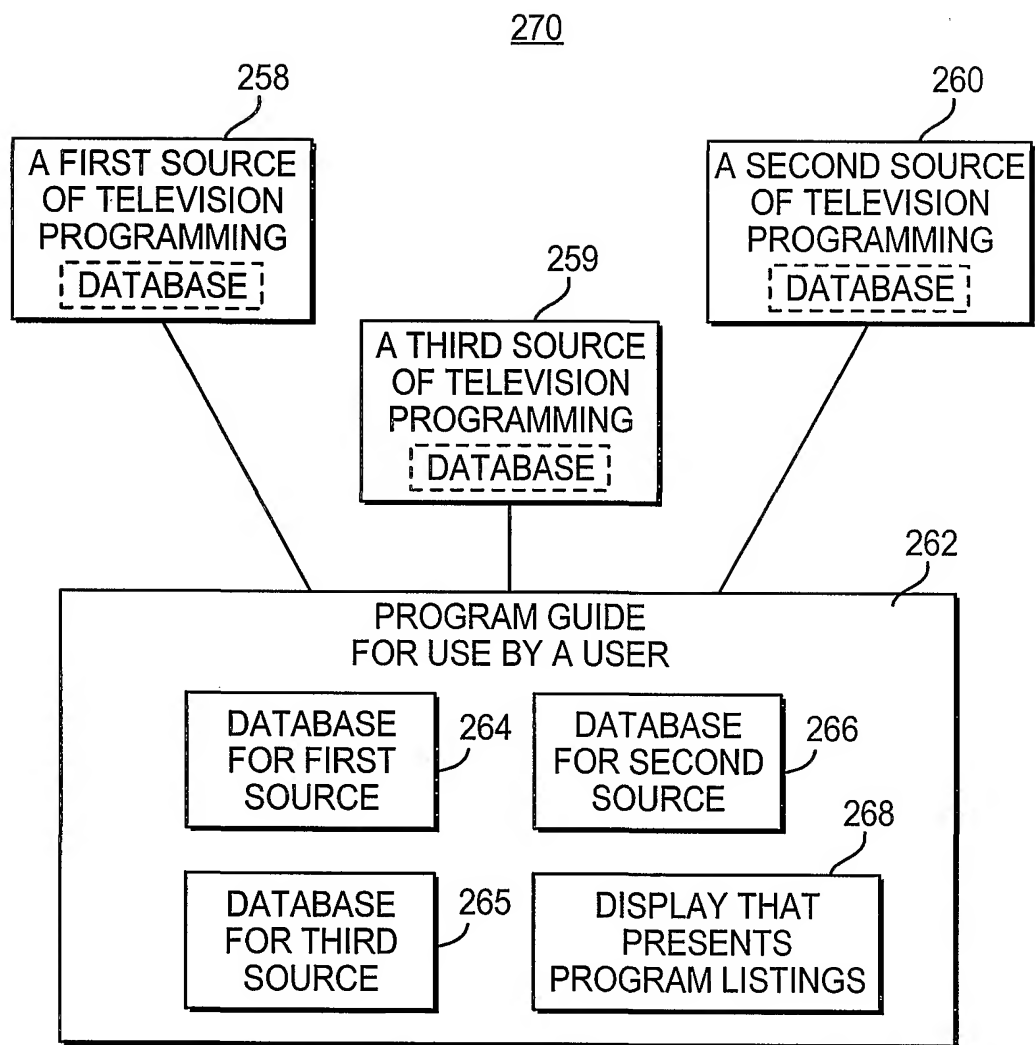 270
258
260
A FIRST SOURCE
OF TELEVISION
PROGRAMMING
DATABASE
A SECOND SOURCE
OF TELEVISION
PROGRAMMING
DATABASE
259
A THIRD SOURCE
OF TELEVISION
PROGRAMMING
DATABASE
262
PROGRAM GUIDE
FOR USE BY A USER
DATABASE
FOR FIRST
SOURCE
264
DATABASE
FOR SECOND
SOURCE
266
268
DATABASE
FOR THIRD
SOURCE
265
DISPLAY THAT
PRESENTS
PROGRAM LISTINGS